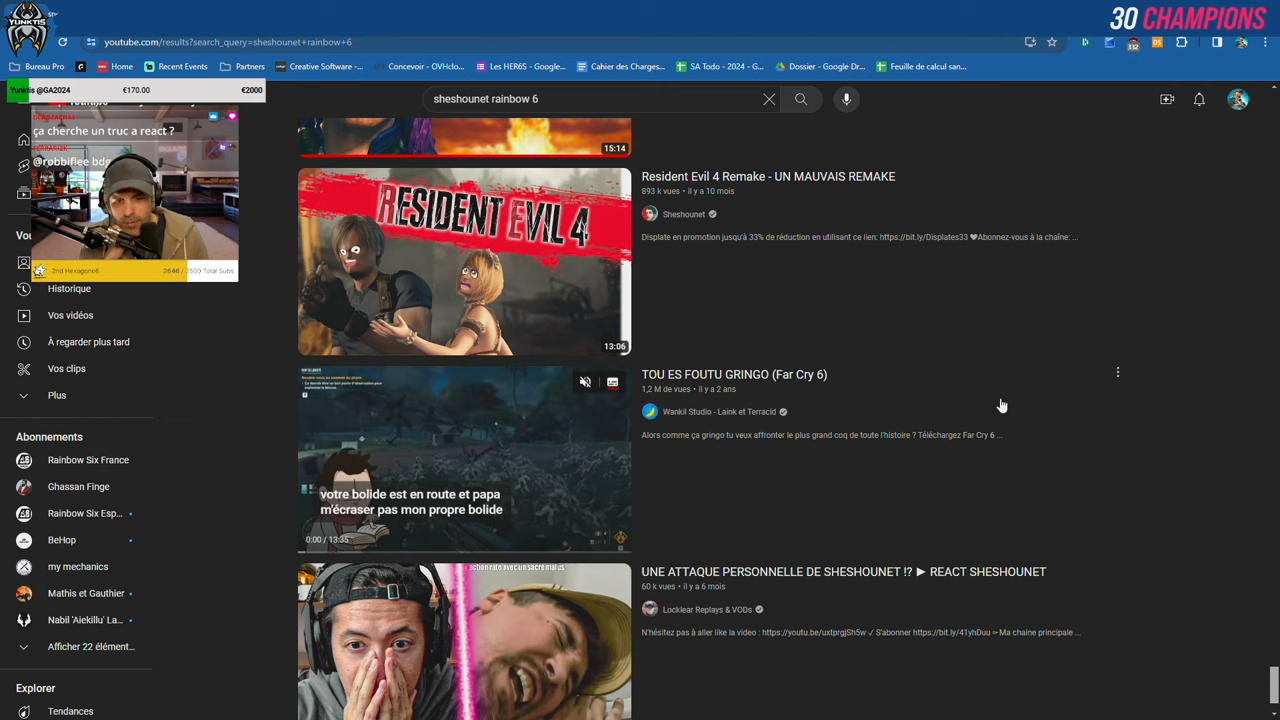 YUNKTIS
30 CHAMPIONS
youtube.com/results?search_query=sheshounet+rainbow+6
Bureau Pro
Home
Recent Events
Partners
Creative Software -...
Concevoir - OVHclo...
Les HER6S - Google...
Cahier des Charges...
SA Todo - 2024 - G...
Dossier - Google Dr...
Feuille de calcul san...
Yunktis @GA2024 €170.00 €2000
sheshounet rainbow 6
ça cherche un truc a react ?
@robbiflee bdg
2nd Hexagone6
Total Subs
15:14
Resident Evil 4 Remake - UN MAUVAIS REMAKE
893 k vues • il y a 10 mois
Sheshounet
Displate en promotion jusqu'à 33% de réduction en utilisant ce lien: https://bit.ly/Displates33 ❤Abonnez-vous à la chaîne: ...
RESIDENT EVIL 4
13:06
Historique
Vos vidéos
À regarder plus tard
Vos clips
Plus
Abonnements
Rainbow Six France
Ghassan Finge
Rainbow Six Esp...
BeHop
my mechanics
Mathis et Gauthier
Nabil 'Aiekillu' La...
Afficher 22 élément...
Explorer
Tendances
TOU ES FOUTU GRINGO (Far Cry 6)
1,2 M de vues • il y a 2 ans
Wankil Studio - Laink et Terracid
Alors comme ça gringo tu veux affronter le plus grand coq de toute l'histoire ? Téléchargez Far Cry 6 ...
votre bolide est en route et papa
m'écraser pas mon propre bolide
0:00 / 13:35
UNE ATTAQUE PERSONNELLE DE SHESHOUNET !? ► REACT SHESHOUNET
60 k vues • il y a 6 mois
Locklear Replays & VODs
N'hésitez pas à aller like la video : https://youtu.be/uxtprgjSh5w ✓ S'abonner https://bit.ly/41yhDuu ➳ Ma chaine principale ...